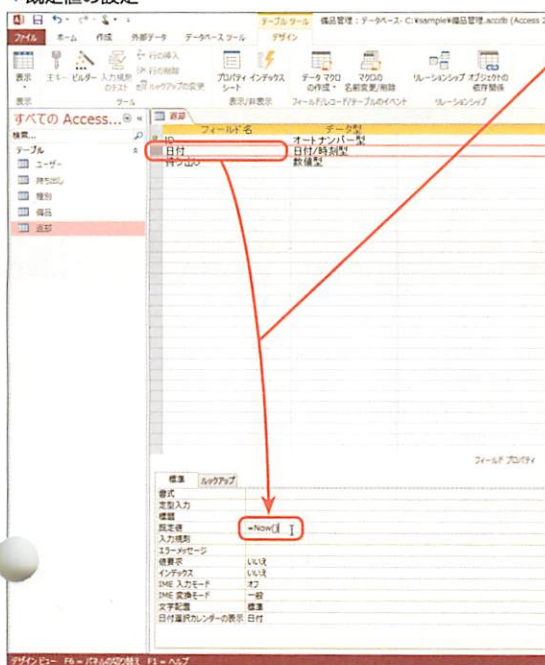 既定値の設定
テーブル ツール 備品管理 : データベース- C:¥sample¥備品管理.accdb (Access 2
ファイル ホーム 作成 外部データ データベース ツール デザイン
表示 主キー ビルダー 入力規則のテスト 行の挿入 行の削除 ルックアップの変更 プロパティシート インデックス データ マクロの作成 マクロの名前変更/削除 リレーションシップ オブジェクトの依存関係
表示 ツール 表示/非表示 フィールド/レコード/テーブルのイベント リレーションシップ
すべての Access... « 返却
検索...
フィールド名 データ型
テーブル
ID オートナンバー型
日付 日付/時刻型
持ち出し 数値型
ユーザー
持ち出し
種別
備品
返却
フィールド プロパティ
標準 ルックアップ
書式
定型入力
標題
既定値 =Now()
入力規則
エラーメッセージ
値要求 いいえ
インデックス いいえ
IME 入力モード オフ
IME 変換モード 一般
文字配置 標準
日付選択カレンダーの表示 日付
デザイン ビュー F6 = パネルの切り替え F1 = ヘルプ